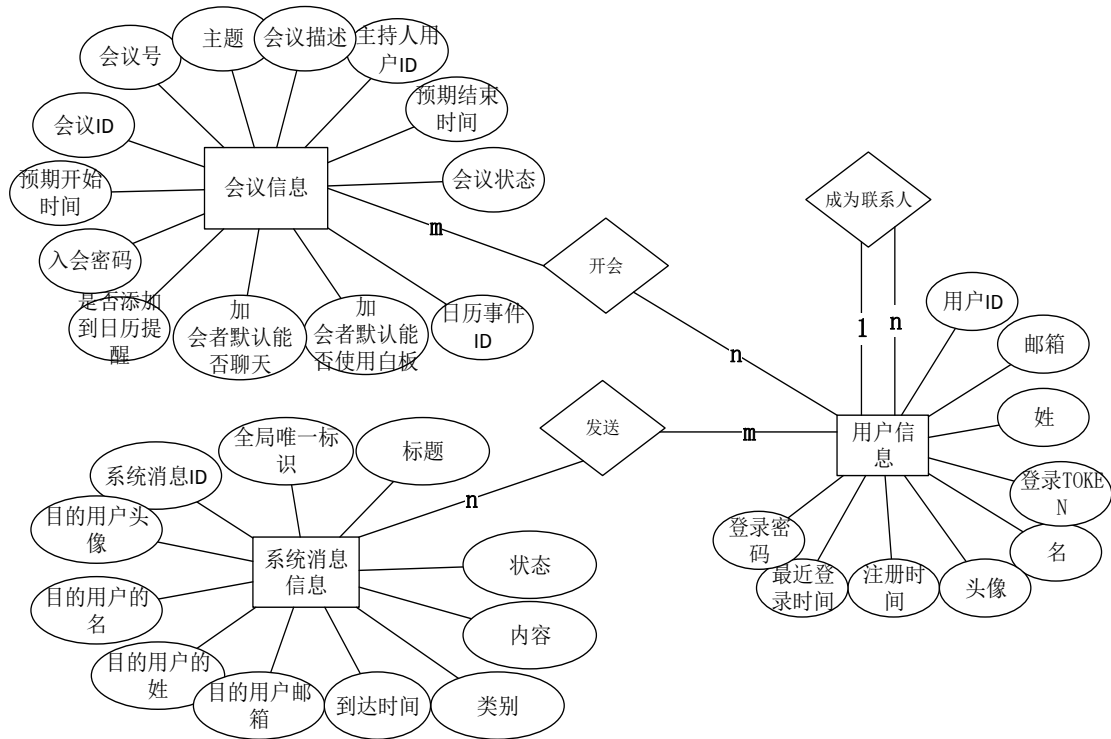 会议号
主题
会议描述
主持人用
户ID
预期结束
时间
会议ID
会议状态
预期开始
时间
会议信息
入会密码
是否添加
到日历提
醒
加
会者默认能
否聊天
加
会者默认能
否使用白板
日历事件
ID
m
开会
n
成为联系人
1
n
用户ID
邮箱
姓
登录TOKE
N
名
头像
注册时
间
最近登
录时间
登录密
码
用户信
息
m
发送
n
全局唯一标
识
标题
系统消息ID
目的用户头
像
系统消息
信息
状态
目的用户的
名
内容
目的用户的
姓
目的用户邮
箱
到达时间
类别